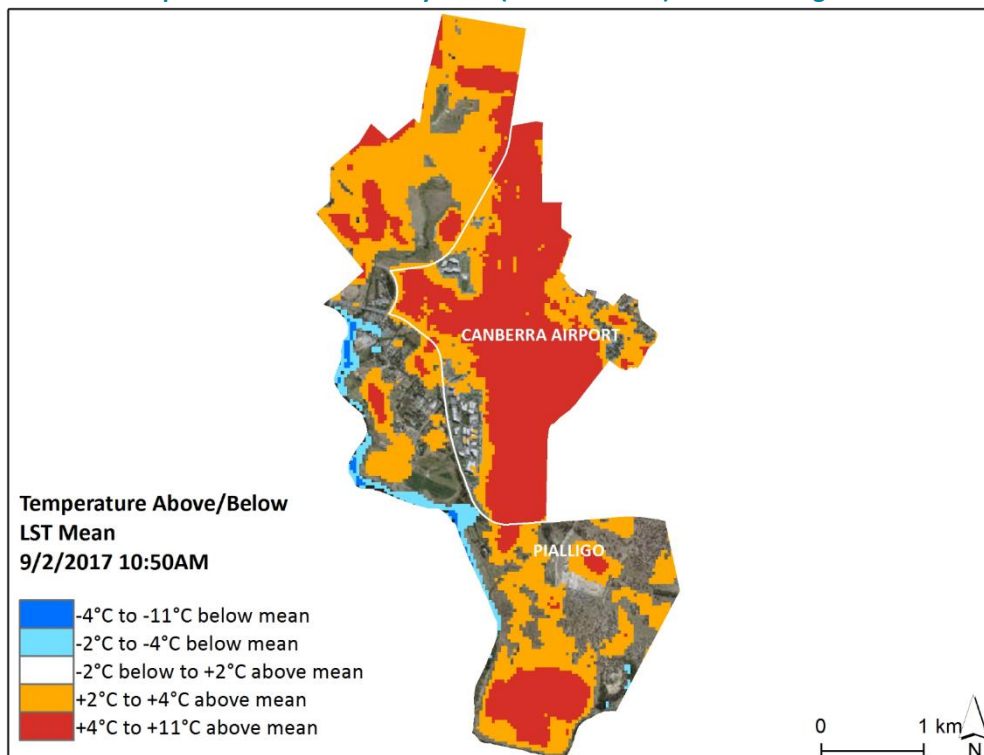 CANBERRA AIRPORT
PIALLIGO
Temperature Above/Below
LST Mean
9/2/2017 10:50AM
-4°C to -11°C below mean
-2°C to -4°C below mean
-2°C below to +2°C above mean
+2°C to +4°C above mean
+4°C to +11°C above mean
0 1 km
N